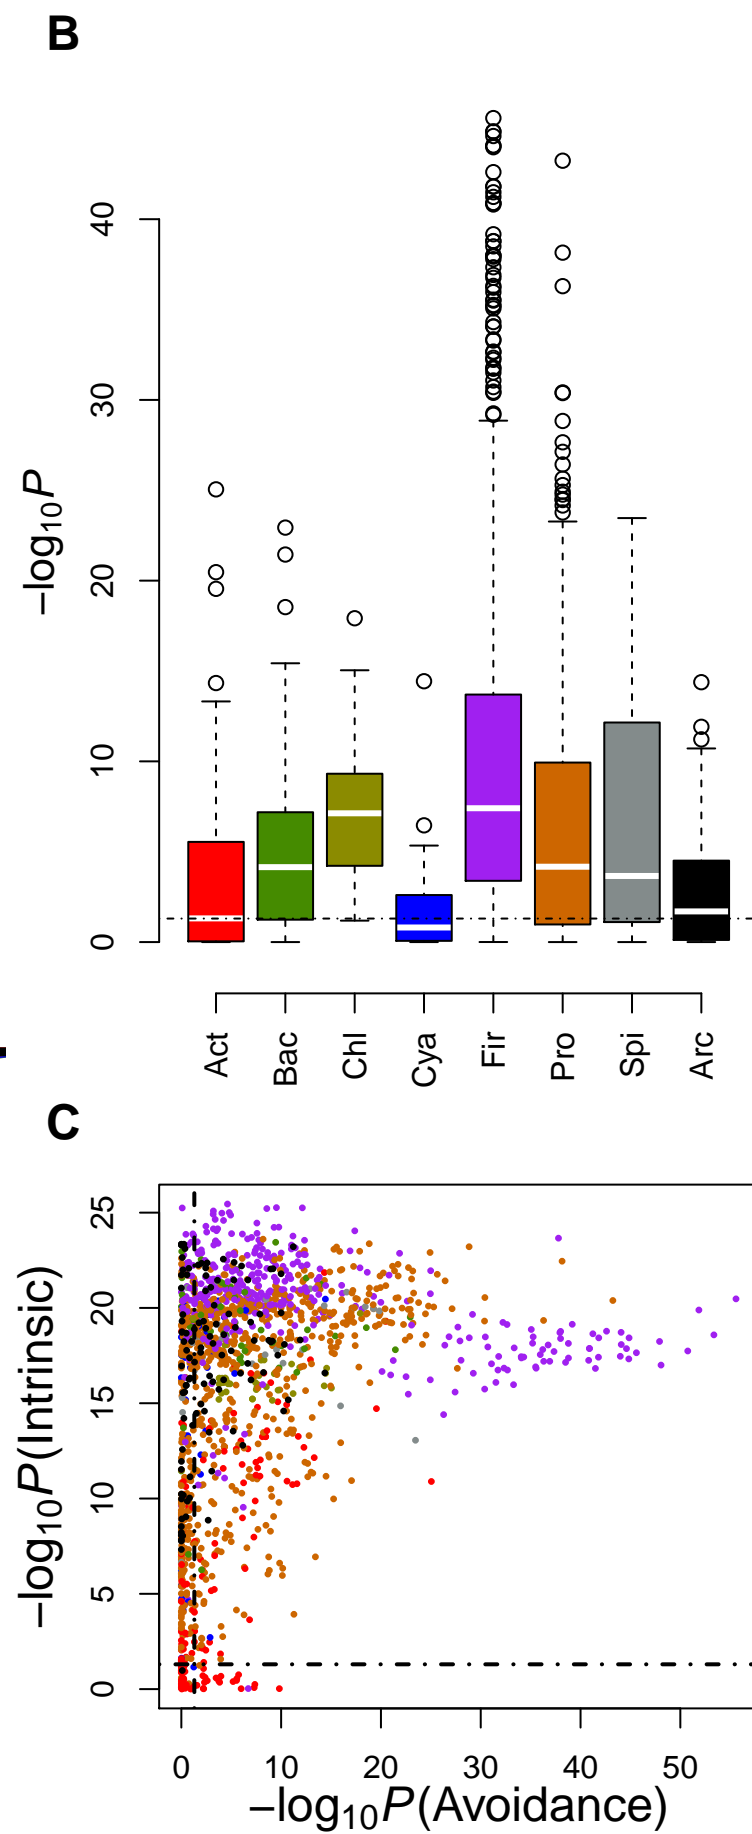 B
−log₁₀P
40
30
20
10
0
Act Bac Chl Cya Fir Pro Spi Arc
C
−log₁₀P(Intrinsic)
25
20
15
10
5
0
0 10 20 30 40 50
−log₁₀P(Avoidance)